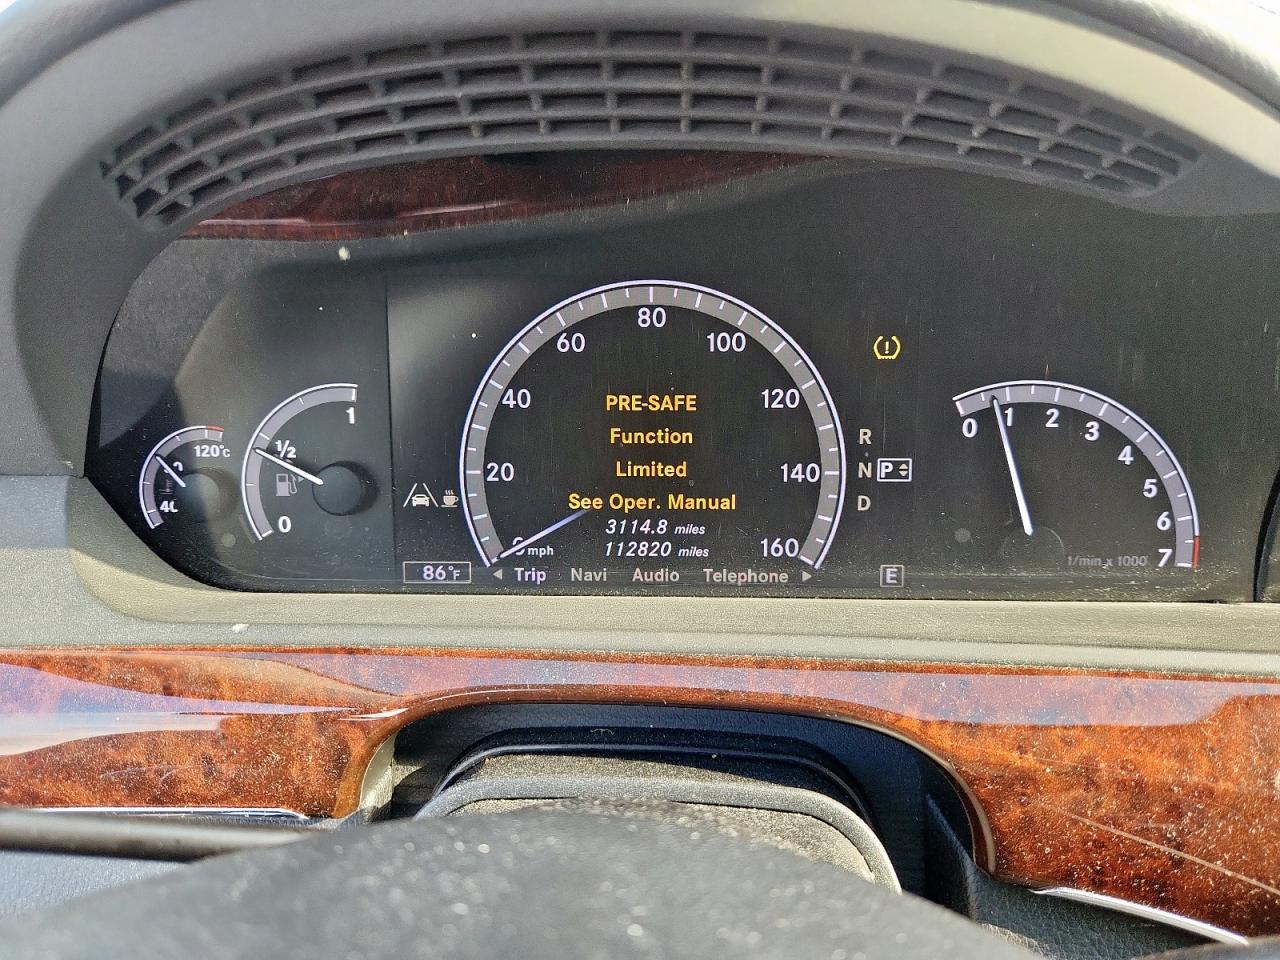 80
60
100
40
120
20
140
0 mph
160
PRE-SAFE
Function
Limited
See Oper. Manual
3114.8 miles
112820 miles
Trip Navi Audio Telephone
86°F
120°C
40
1
1/2
0
R
N P
D
E
0 1 2 3 4 5 6 7
1/min x 1000